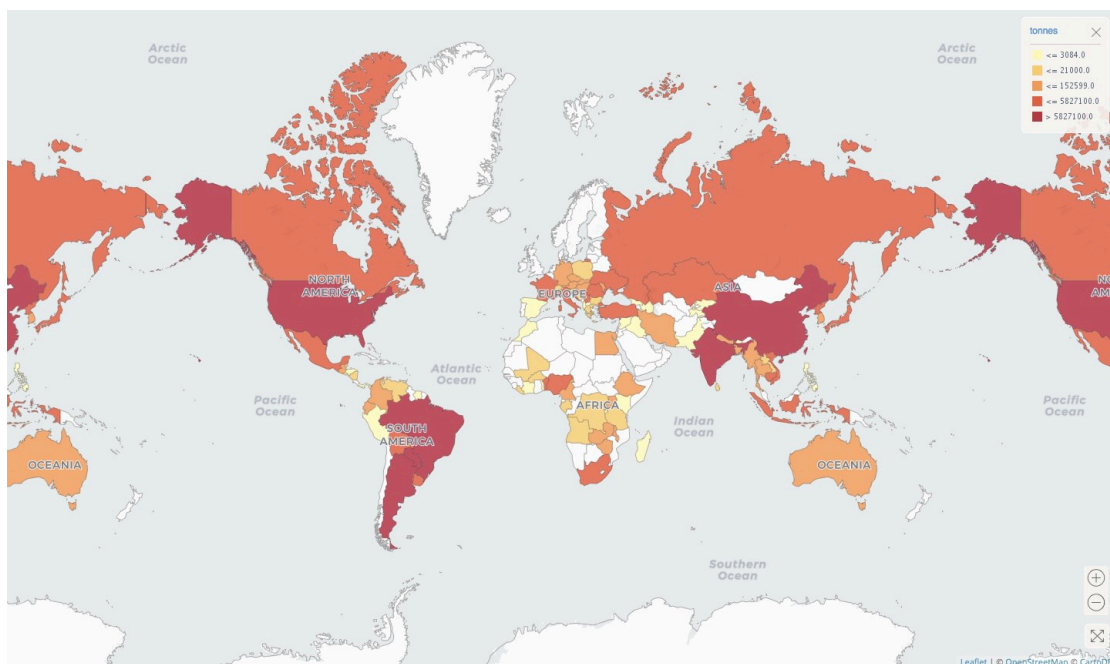 Arctic
Ocean
Arctic
Ocean
tonnes
<= 3084.0
<= 21000.0
<= 152599.0
<= 5827100.0
> 5827100.0
NORTH
AMERICA
EUROPE
ASIA
N
AM
Atlantic
Ocean
Pacific
Ocean
AFRICA
Indian
Ocean
Pacific
Ocean
SOUTH
AMERICA
OCEANIA
OCEANIA
Southern
Ocean
Leaflet | © OpenStreetMap © CartoDB